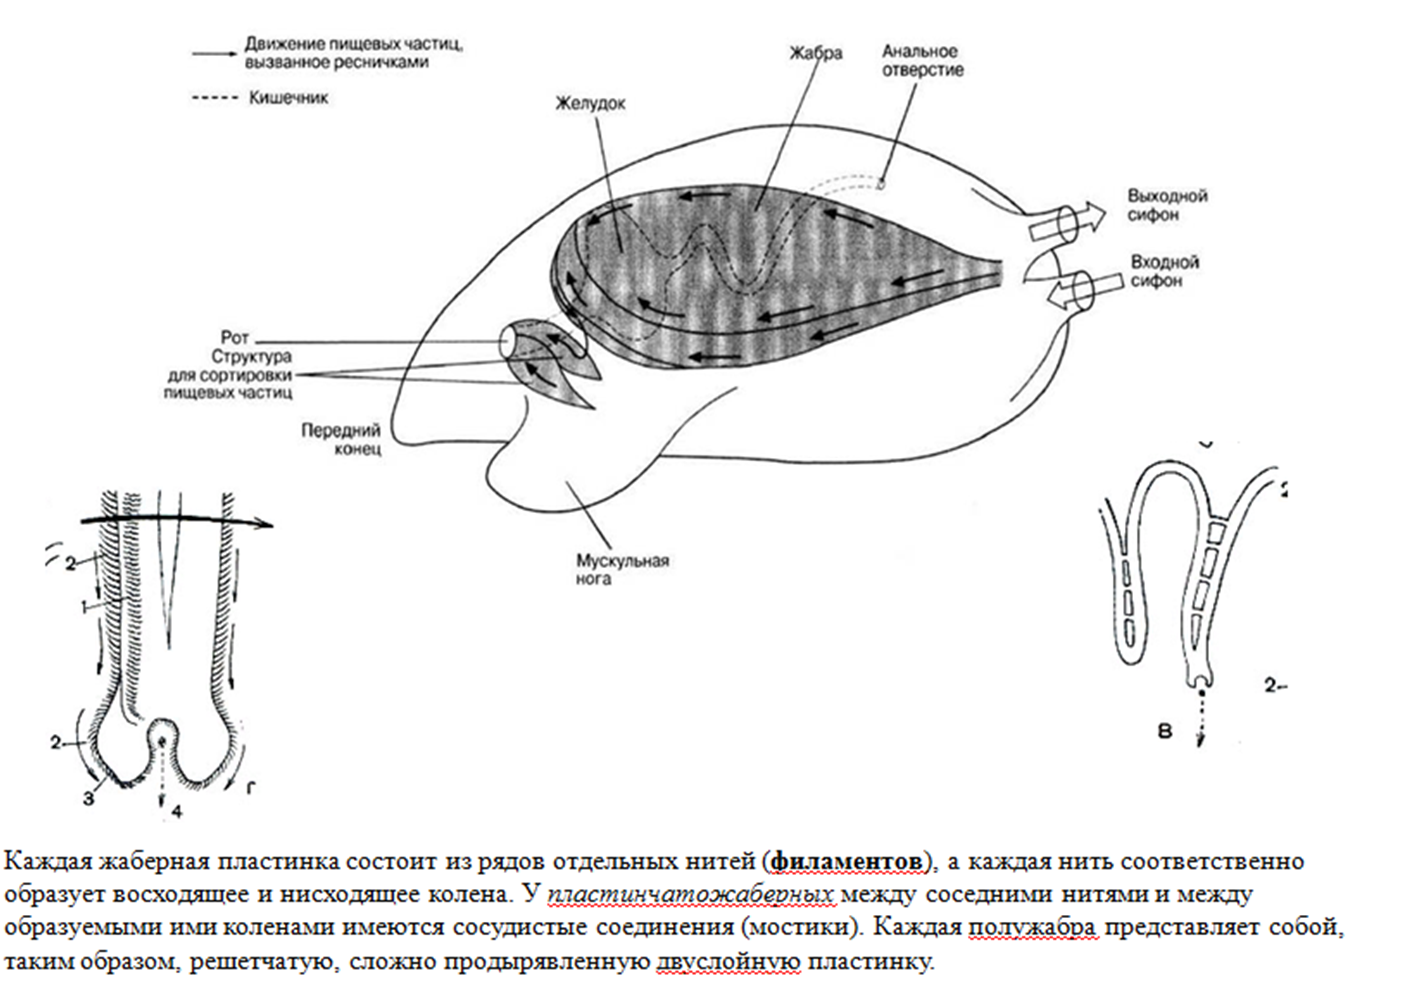 Движение пищевых частиц,
вызванное ресничками
Кишечник
Желудок
Жабра
Анальное
отверстие
Выходной
сифон
Входной
сифон
Рот
Структура
для сортировки
пищевых частиц
Передний
конец
Мускульная
нога
2
1
2
3
4
Г
2
В
2
Каждая жаберная пластинка состоит из рядов отдельных нитей (филаментов), а каждая нить соответственно
образует восходящее и нисходящее колена. У пластинчатожаберных между соседними нитями и между
образуемыми ими коленами имеются сосудистые соединения (мостики). Каждая полужабра представляет собой,
таким образом, решетчатую, сложно продырявленную двуслойную пластинку.